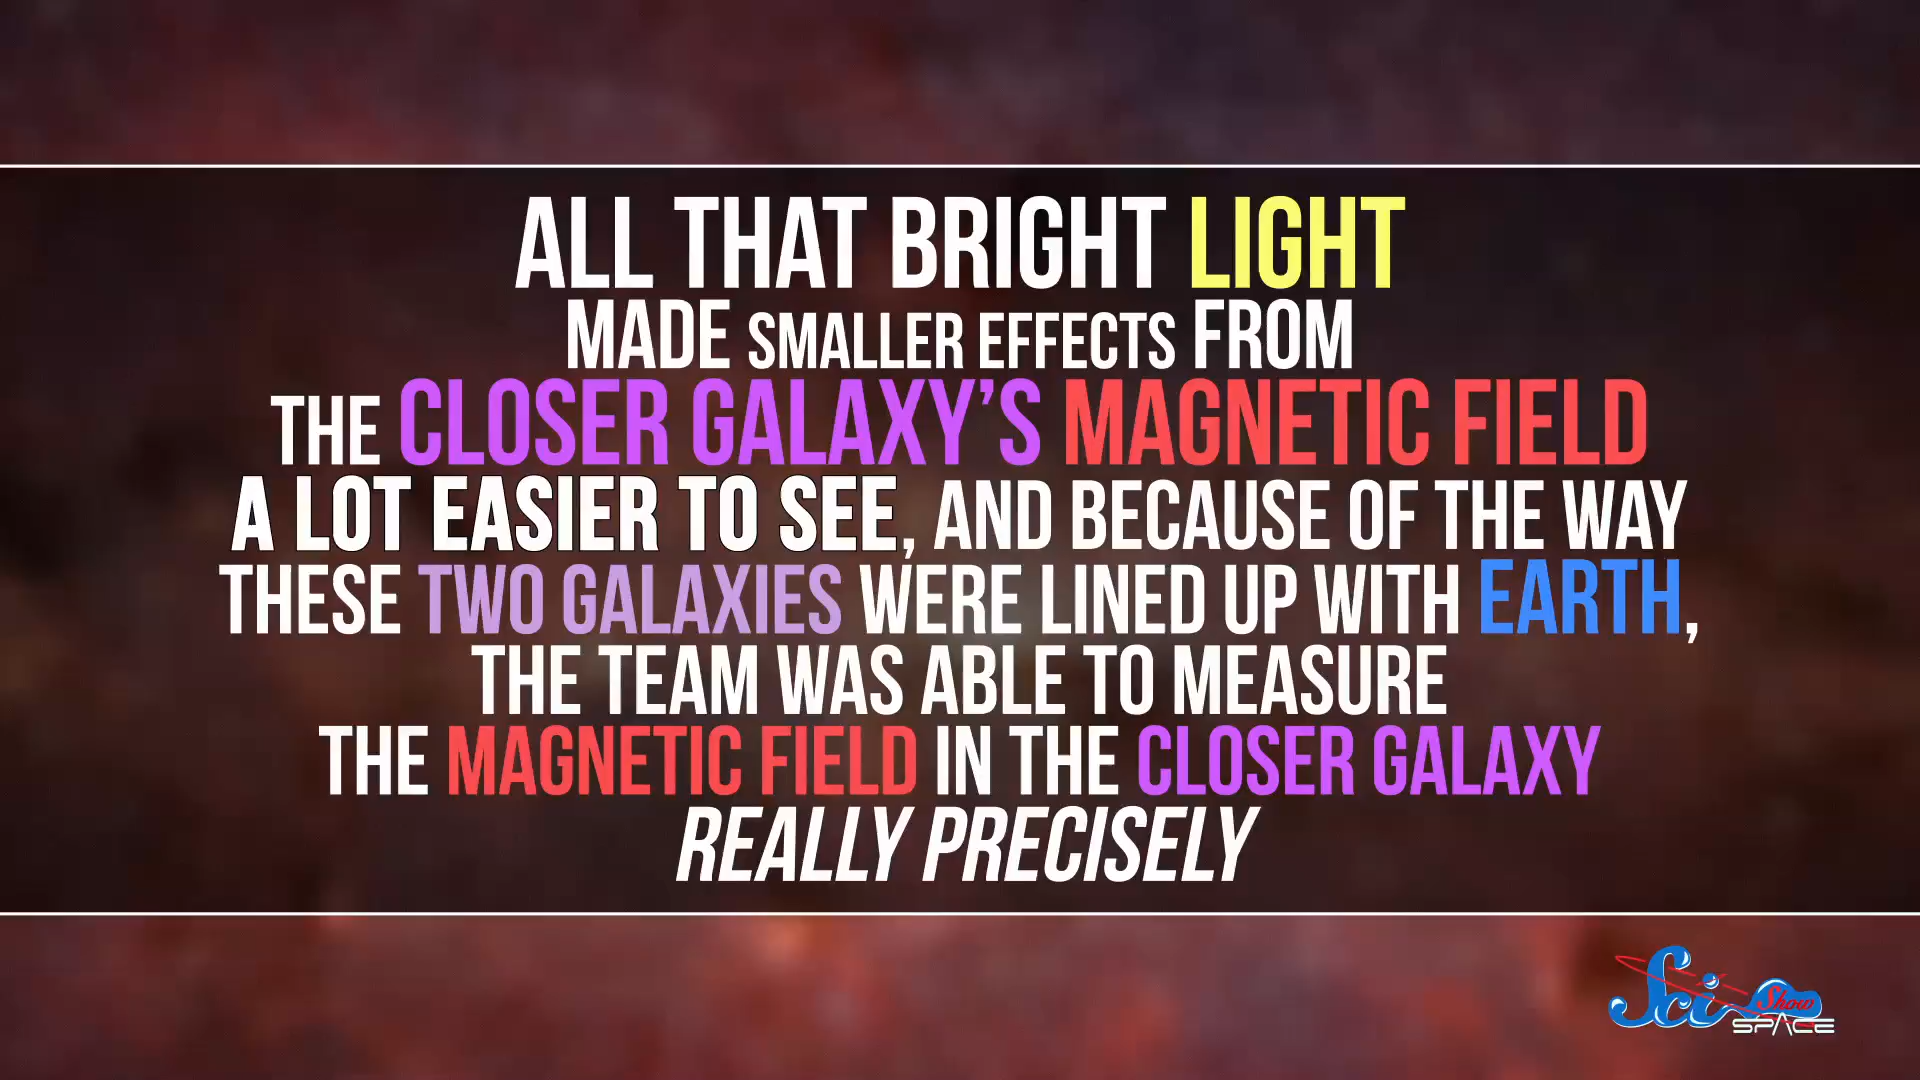 ALL THAT BRIGHT LIGHT
MADE SMALLER EFFECTS FROM
THE CLOSER GALAXY'S MAGNETIC FIELD
A LOT EASIER TO SEE, AND BECAUSE OF THE WAY
THESE TWO GALAXIES WERE LINED UP WITH EARTH,
THE TEAM WAS ABLE TO MEASURE
THE MAGNETIC FIELD IN THE CLOSER GALAXY
REALLY PRECISELY
Sci Show
SPACE